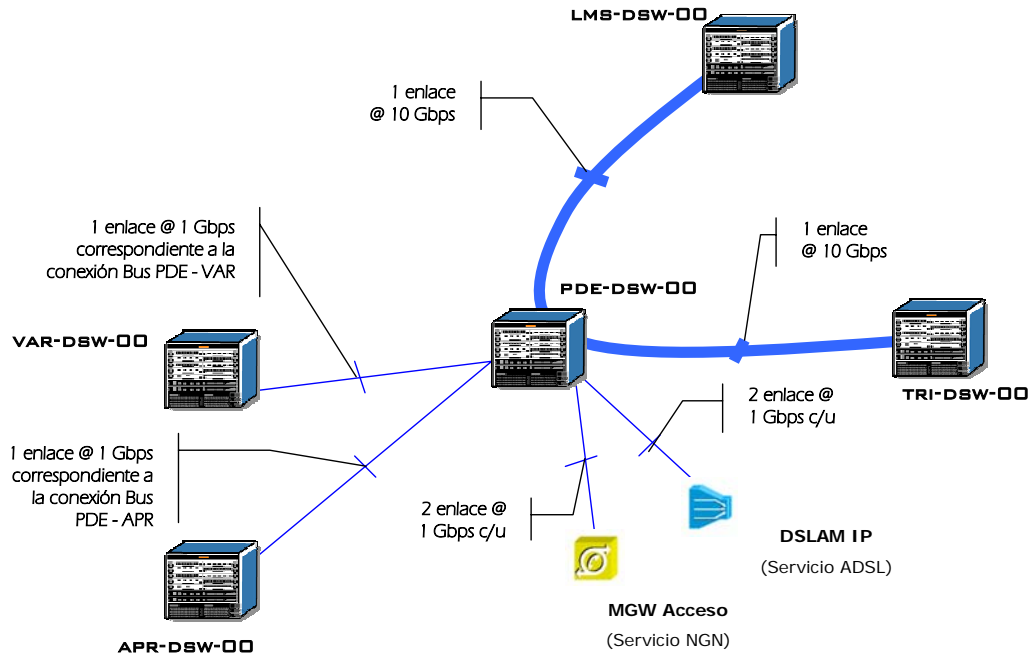 LMS-DSW-00
1 enlace
@ 10 Gbps
1 enlace @ 1 Gbps
correspondiente a la
conexión Bus PDE - VAR
1 enlace
@ 10 Gbps
PDE-DSW-00
VAR-DSW-00
TRI-DSW-00
2 enlace @
1 Gbps c/u
1 enlace @ 1 Gbps
correspondiente a
la conexión Bus
PDE - APR
2 enlace @
1 Gbps c/u
DSLAM IP
(Servicio ADSL)
MGW Acceso
(Servicio NGN)
APR-DSW-00